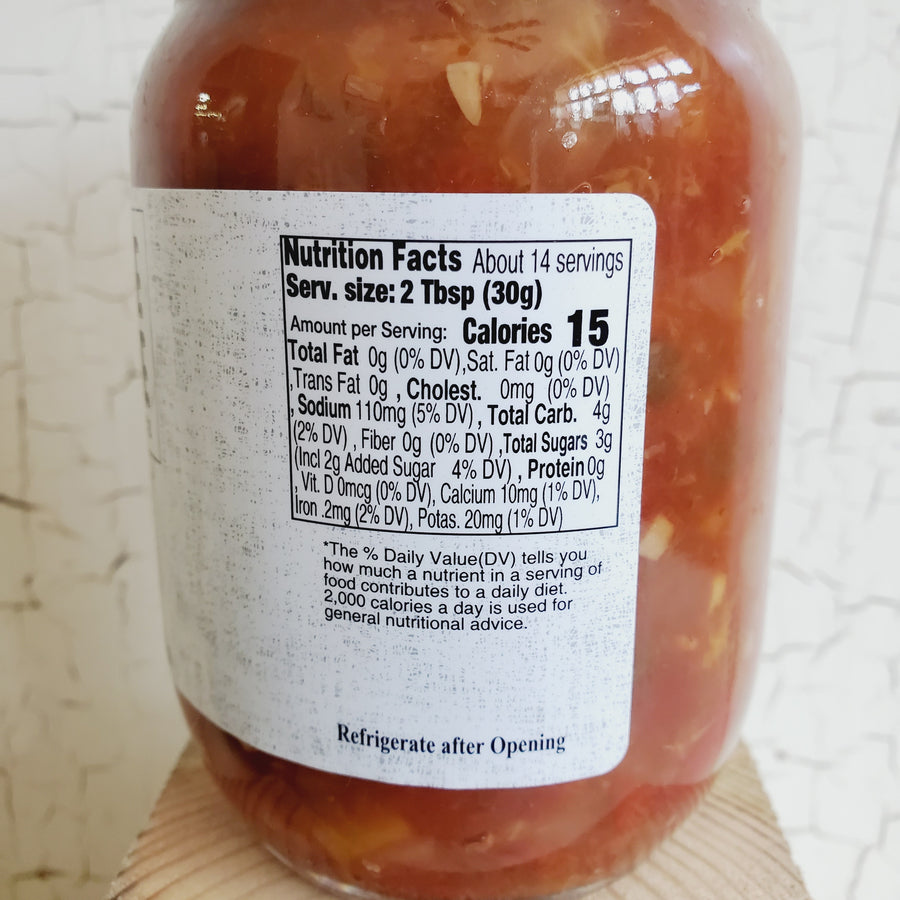 Nutrition Facts About 14 servings
Serv. size: 2 Tbsp (30g)
Amount per Serving: Calories 15
Total Fat 0g (0% DV),Sat. Fat 0g (0% DV)
,Trans Fat 0g , Cholest. 0mg (0% DV)
, Sodium 110mg (5% DV) , Total Carb. 4g
(2% DV) , Fiber 0g (0% DV) ,Total Sugars 3g
(Incl 2g Added Sugar 4% DV) , Protein 0g
, Vit. D 0mcg (0% DV), Calcium 10mg (1% DV),
Iron .2mg (2% DV), Potas. 20mg (1% DV)
*The % Daily Value(DV) tells you
how much a nutrient in a serving of
food contributes to a daily diet.
2,000 calories a day is used for
general nutritional advice.
Refrigerate after Opening